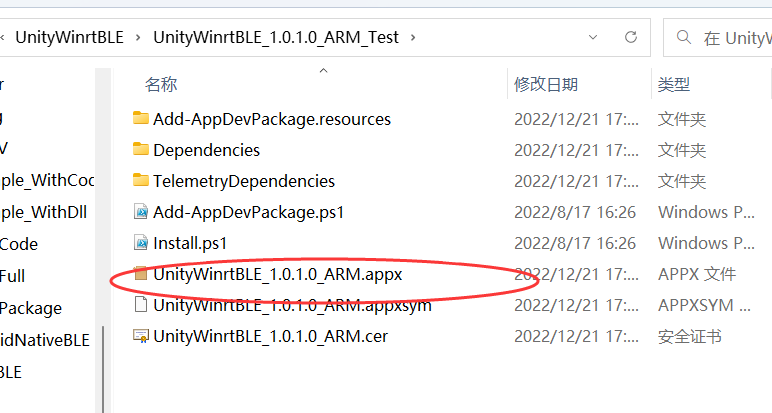 UnityWinrtBLE > UnityWinrtBLE_1.0.1.0_ARM_Test >
在 UnityW
名称 修改日期 类型
Add-AppDevPackage.resources 2022/12/21 17:... 文件夹
Dependencies 2022/12/21 17:... 文件夹
TelemetryDependencies 2022/12/21 17:... 文件夹
Add-AppDevPackage.ps1 2022/8/17 16:26 Windows P...
Install.ps1 2022/8/17 16:26 Windows P...
UnityWinrtBLE_1.0.1.0_ARM.appx 2022/12/21 17:... APPX 文件
UnityWinrtBLE_1.0.1.0_ARM.appxsym 2022/12/21 17:... APPXSYM ...
UnityWinrtBLE_1.0.1.0_ARM.cer 2022/12/21 17:... 安全证书
r
V
ple_WithCod
ple_WithDll
Code
Full
Package
idNativeBLE
BLE